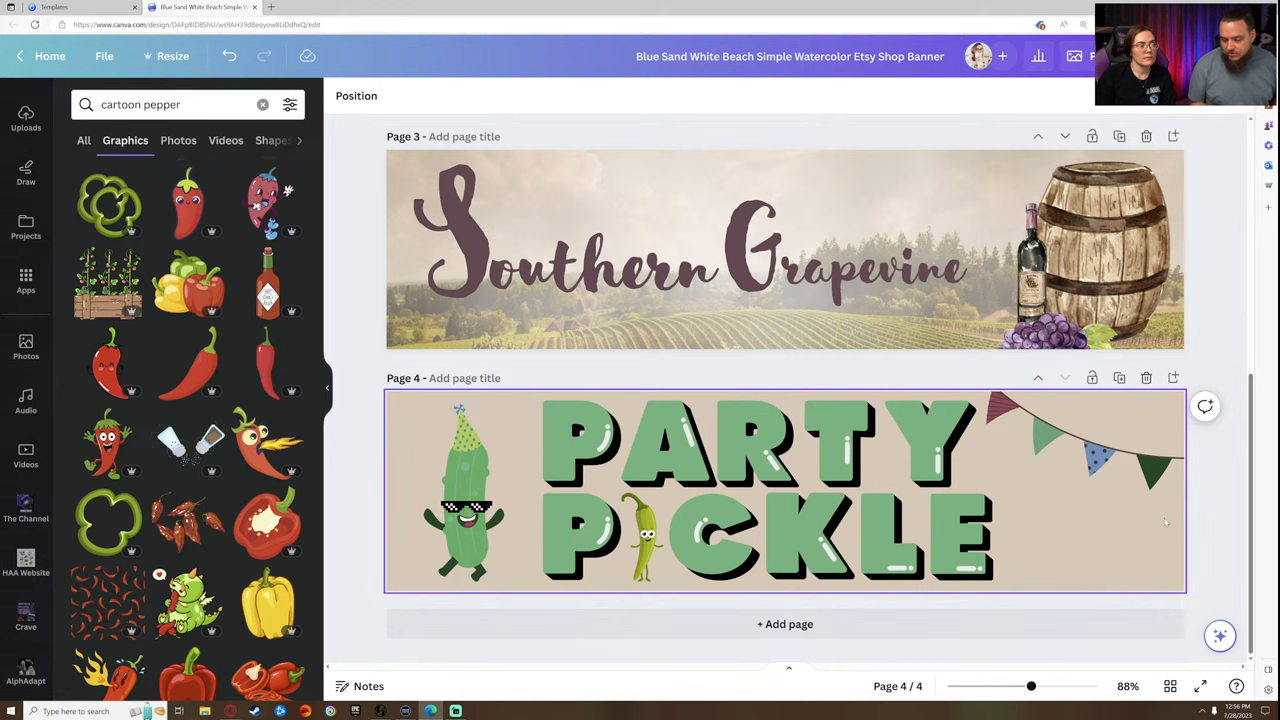 Templates
Blue Sand White Beach Simple W
https://www.canva.com/design/DAFp8ID8ShU/ws9AH39d8eoyow8LiDdhxQ/edit
Home
File
Resize
Blue Sand White Beach Simple Watercolor Etsy Shop Banner
cartoon pepper
Position
All
Graphics
Photos
Videos
Shapes
Uploads
Draw
Projects
Apps
Photos
Audio
Videos
The Channel
HAA Website
Crave
AlphAdapt
Page 3 - Add page title
Southern Grapevine
Page 4 - Add page title
PARTY
PICKLE
+ Add page
Notes
Page 4 / 4
88%
Type here to search
12:56 PM
7/28/2023